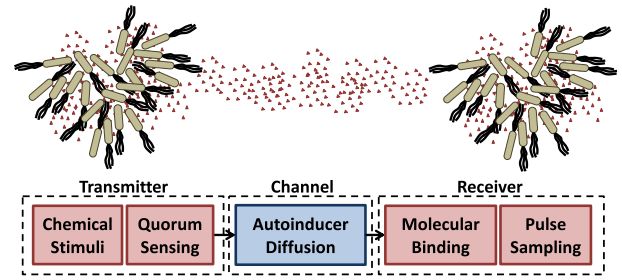 Transmitter
Channel
Receiver
Chemical
Stimuli
Quorum
Sensing
Autoinducer
Diffusion
Molecular
Binding
Pulse
Sampling